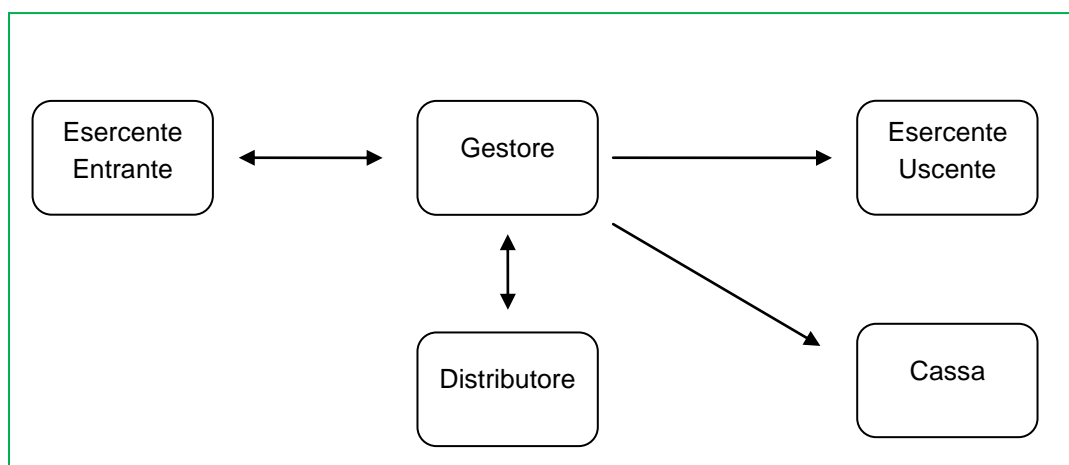 Esercente
Entrante
Gestore
Esercente
Uscente
Distributore
Cassa